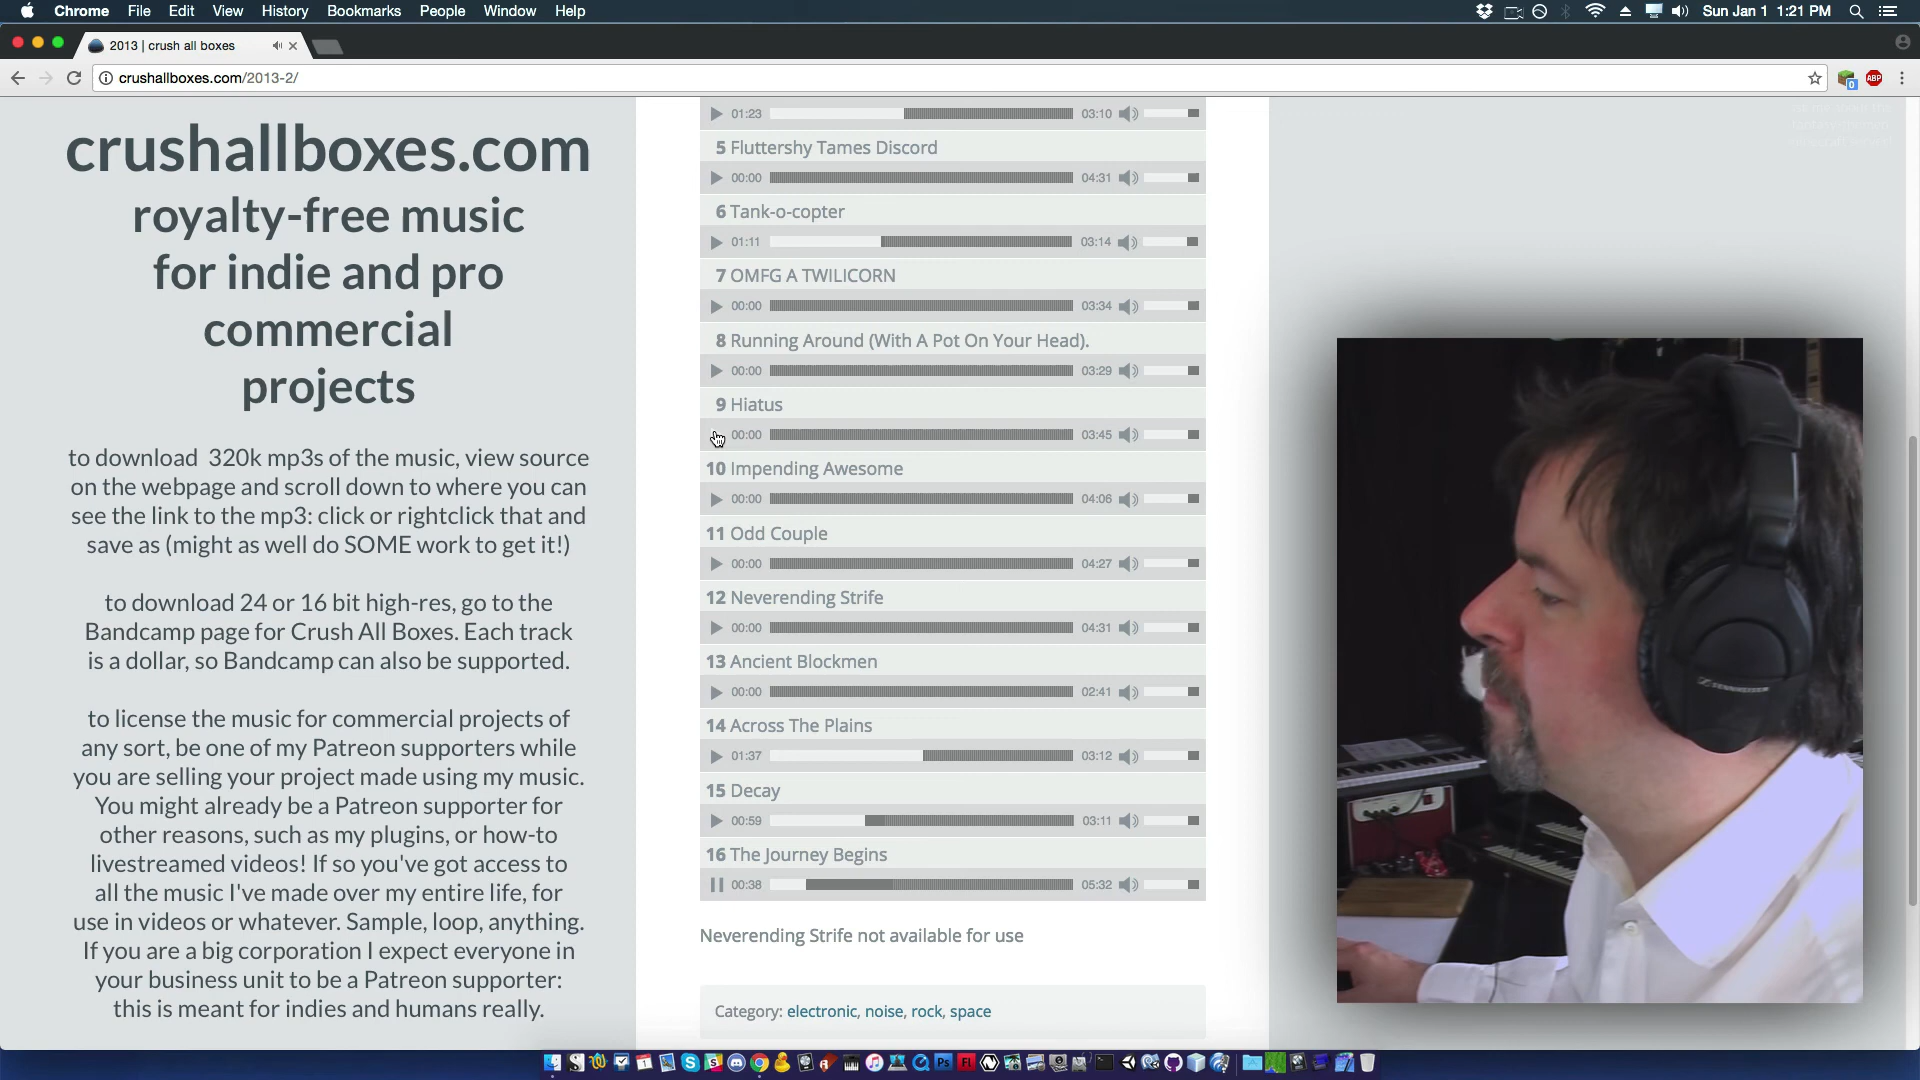 Chrome File Edit View History Bookmarks People Window Help
Sun Jan 1 1:21 PM
2013 | crush all boxes
crushallboxes.com/2013-2/
0
ABP
crushallboxes.com
royalty-free music
for indie and pro
commercial
projects
to download 320k mp3s of the music, view source
on the webpage and scroll down to where you can
see the link to the mp3: click or rightclick that and
save as (might as well do SOME work to get it!)
to download 24 or 16 bit high-res, go to the
Bandcamp page for Crush All Boxes. Each track
is a dollar, so Bandcamp can also be supported.
to license the music for commercial projects of
any sort, be one of my Patreon supporters while
you are selling your project made using my music.
You might already be a Patreon supporter for
other reasons, such as my plugins, or how-to
livestreamed videos! If so you've got access to
all the music I've made over my entire life, for
use in videos or whatever. Sample, loop, anything.
If you are a big corporation I expect everyone in
your business unit to be a Patreon supporter:
this is meant for indies and humans really.
01:23 03:10
5 Fluttershy Tames Discord
00:00 04:31
6 Tank-o-copter
01:11 03:14
7 OMFG A TWILICORN
00:00 03:34
8 Running Around (With A Pot On Your Head).
00:00 03:29
9 Hiatus
00:00 03:45
10 Impending Awesome
00:00 04:06
11 Odd Couple
00:00 04:27
12 Neverending Strife
00:00 04:31
13 Ancient Blockmen
00:00 02:41
14 Across The Plains
01:37 03:12
15 Decay
00:59 03:11
16 The Journey Begins
00:38 05:32
Neverending Strife not available for use
Category: electronic, noise, rock, space
SENNHEISER